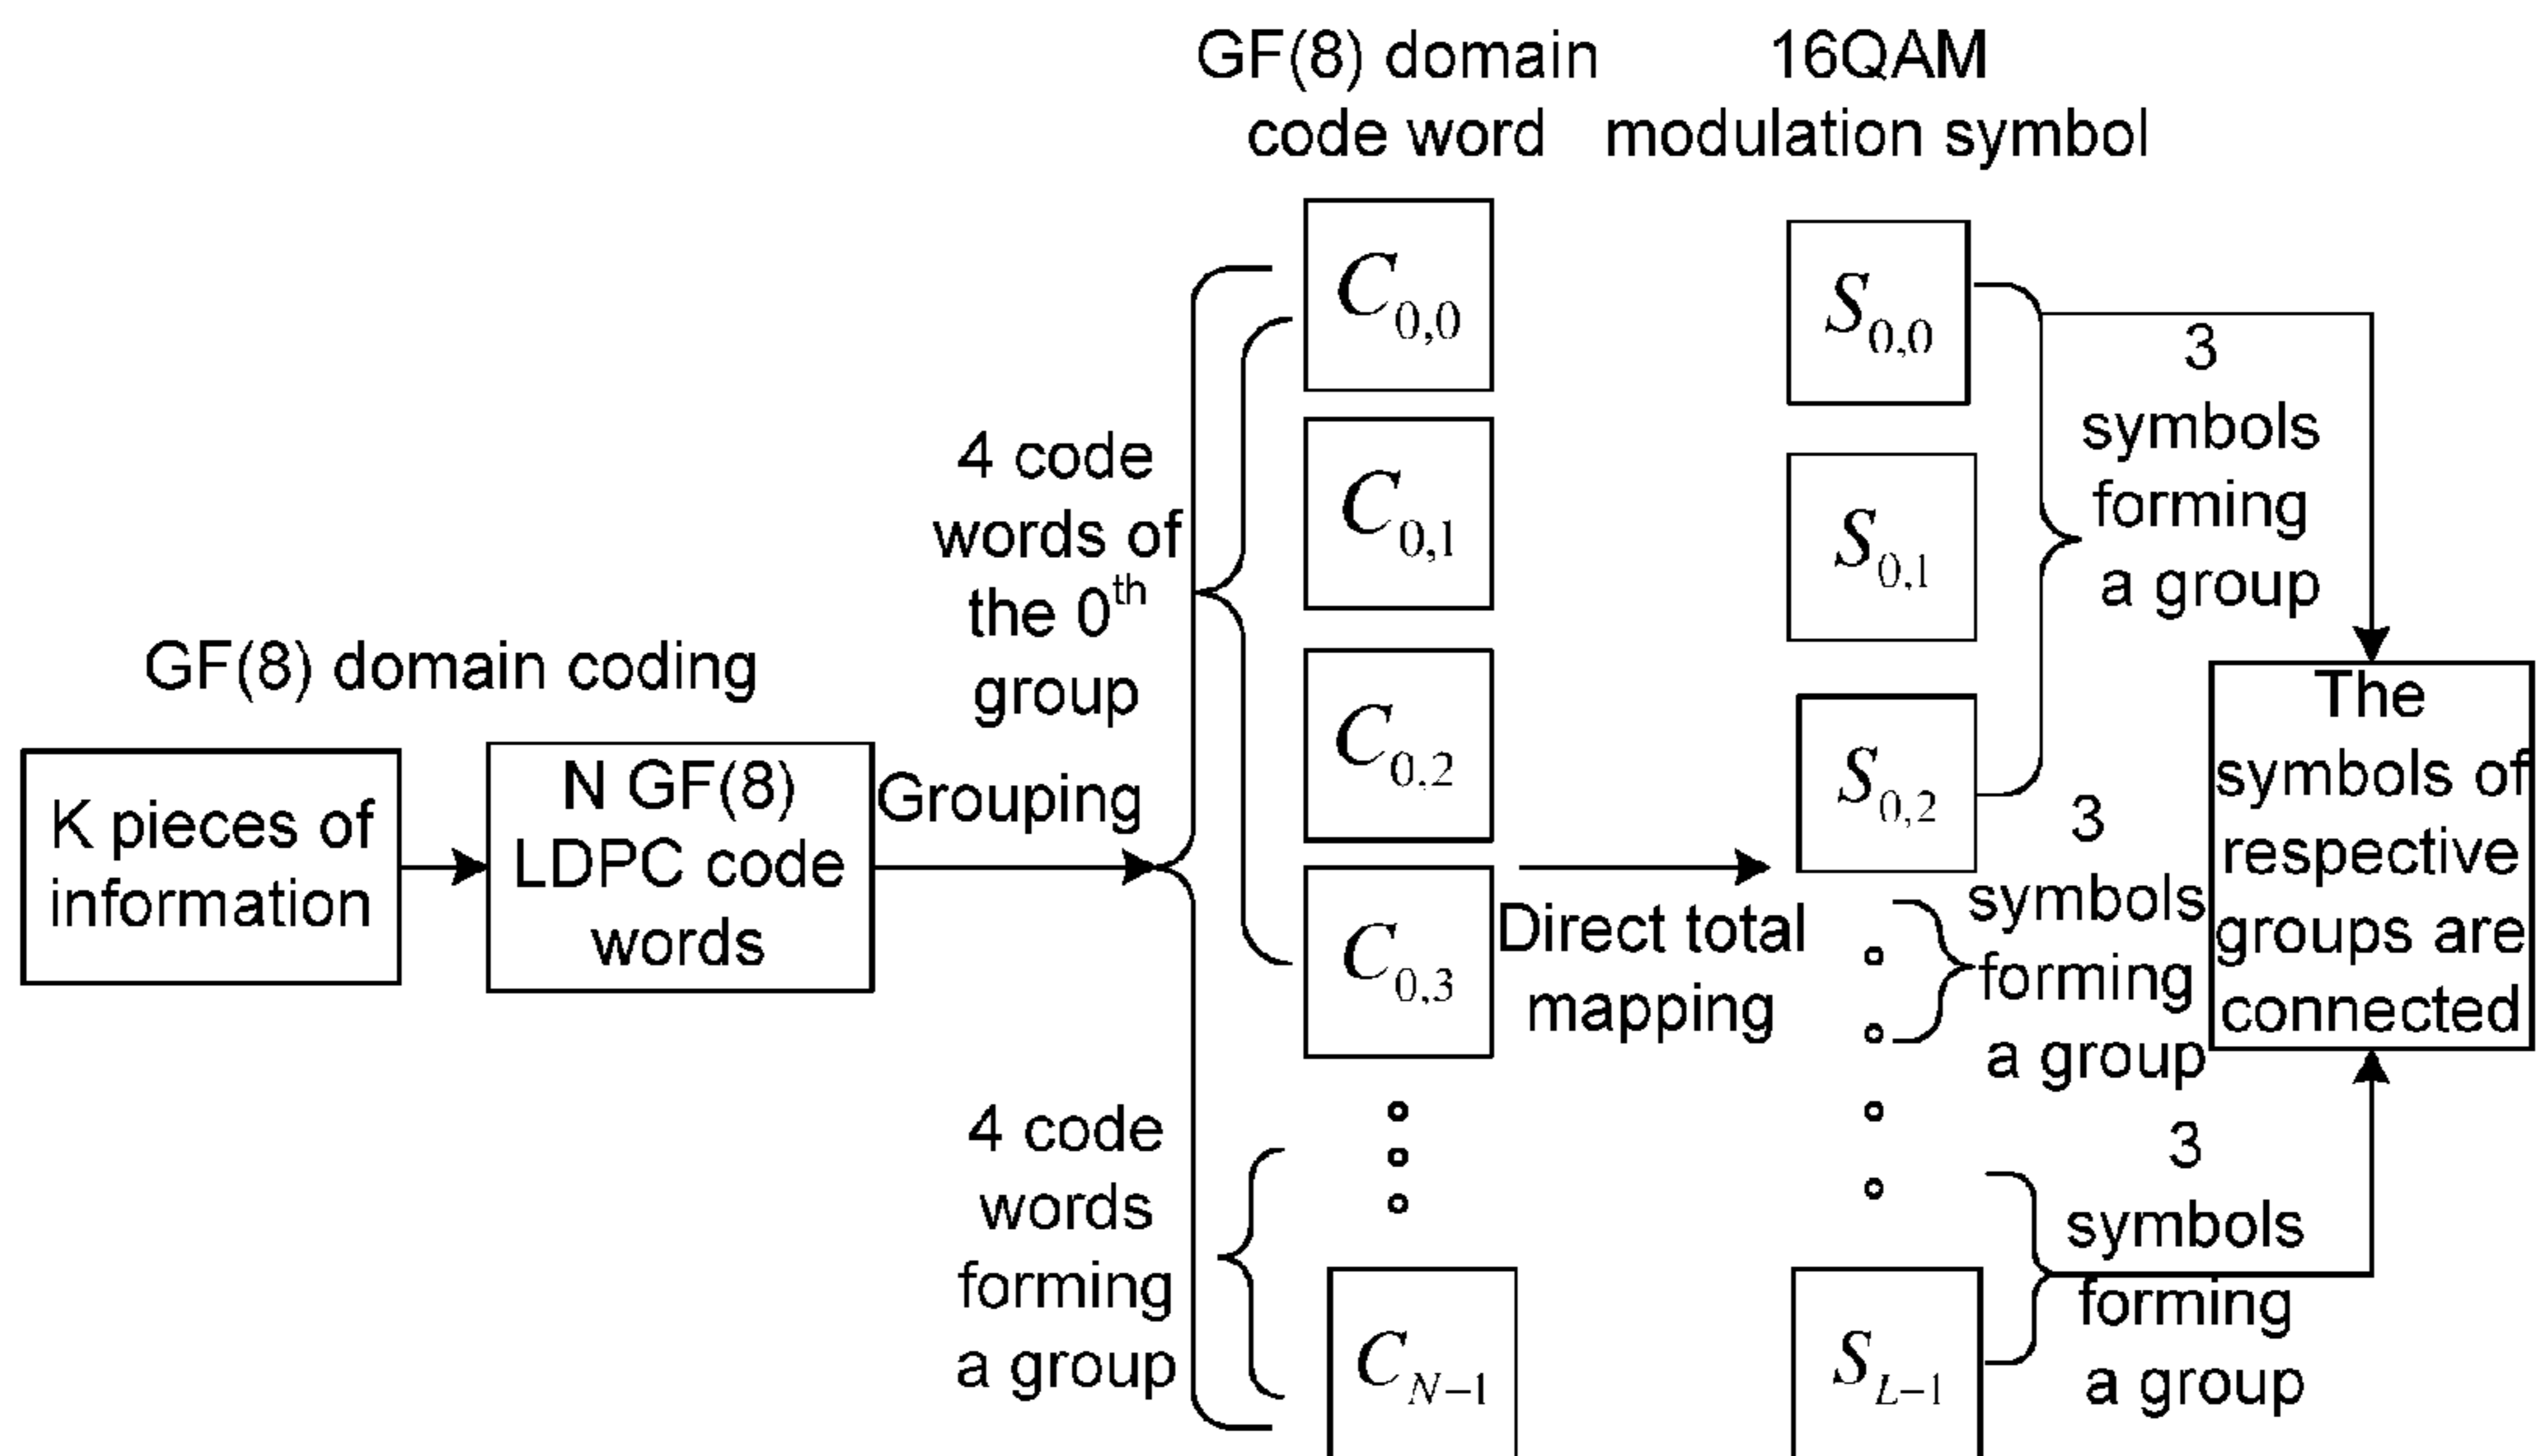 GF(8) domain
code word
16QAM
modulation symbol
GF(8) domain coding
K pieces of
information
N GF(8)
LDPC code
words
Grouping
4 code
words of
the 0th
group
4 code
words
forming
a group
C0,0
C0,1
C0,2
C0,3
CN−1
Direct total
mapping
S0,0
S0,1
S0,2
SL−1
3
symbols
forming
a group
3
symbols
forming
a group
3
symbols
forming
a group
The
symbols of
respective
groups are
connected